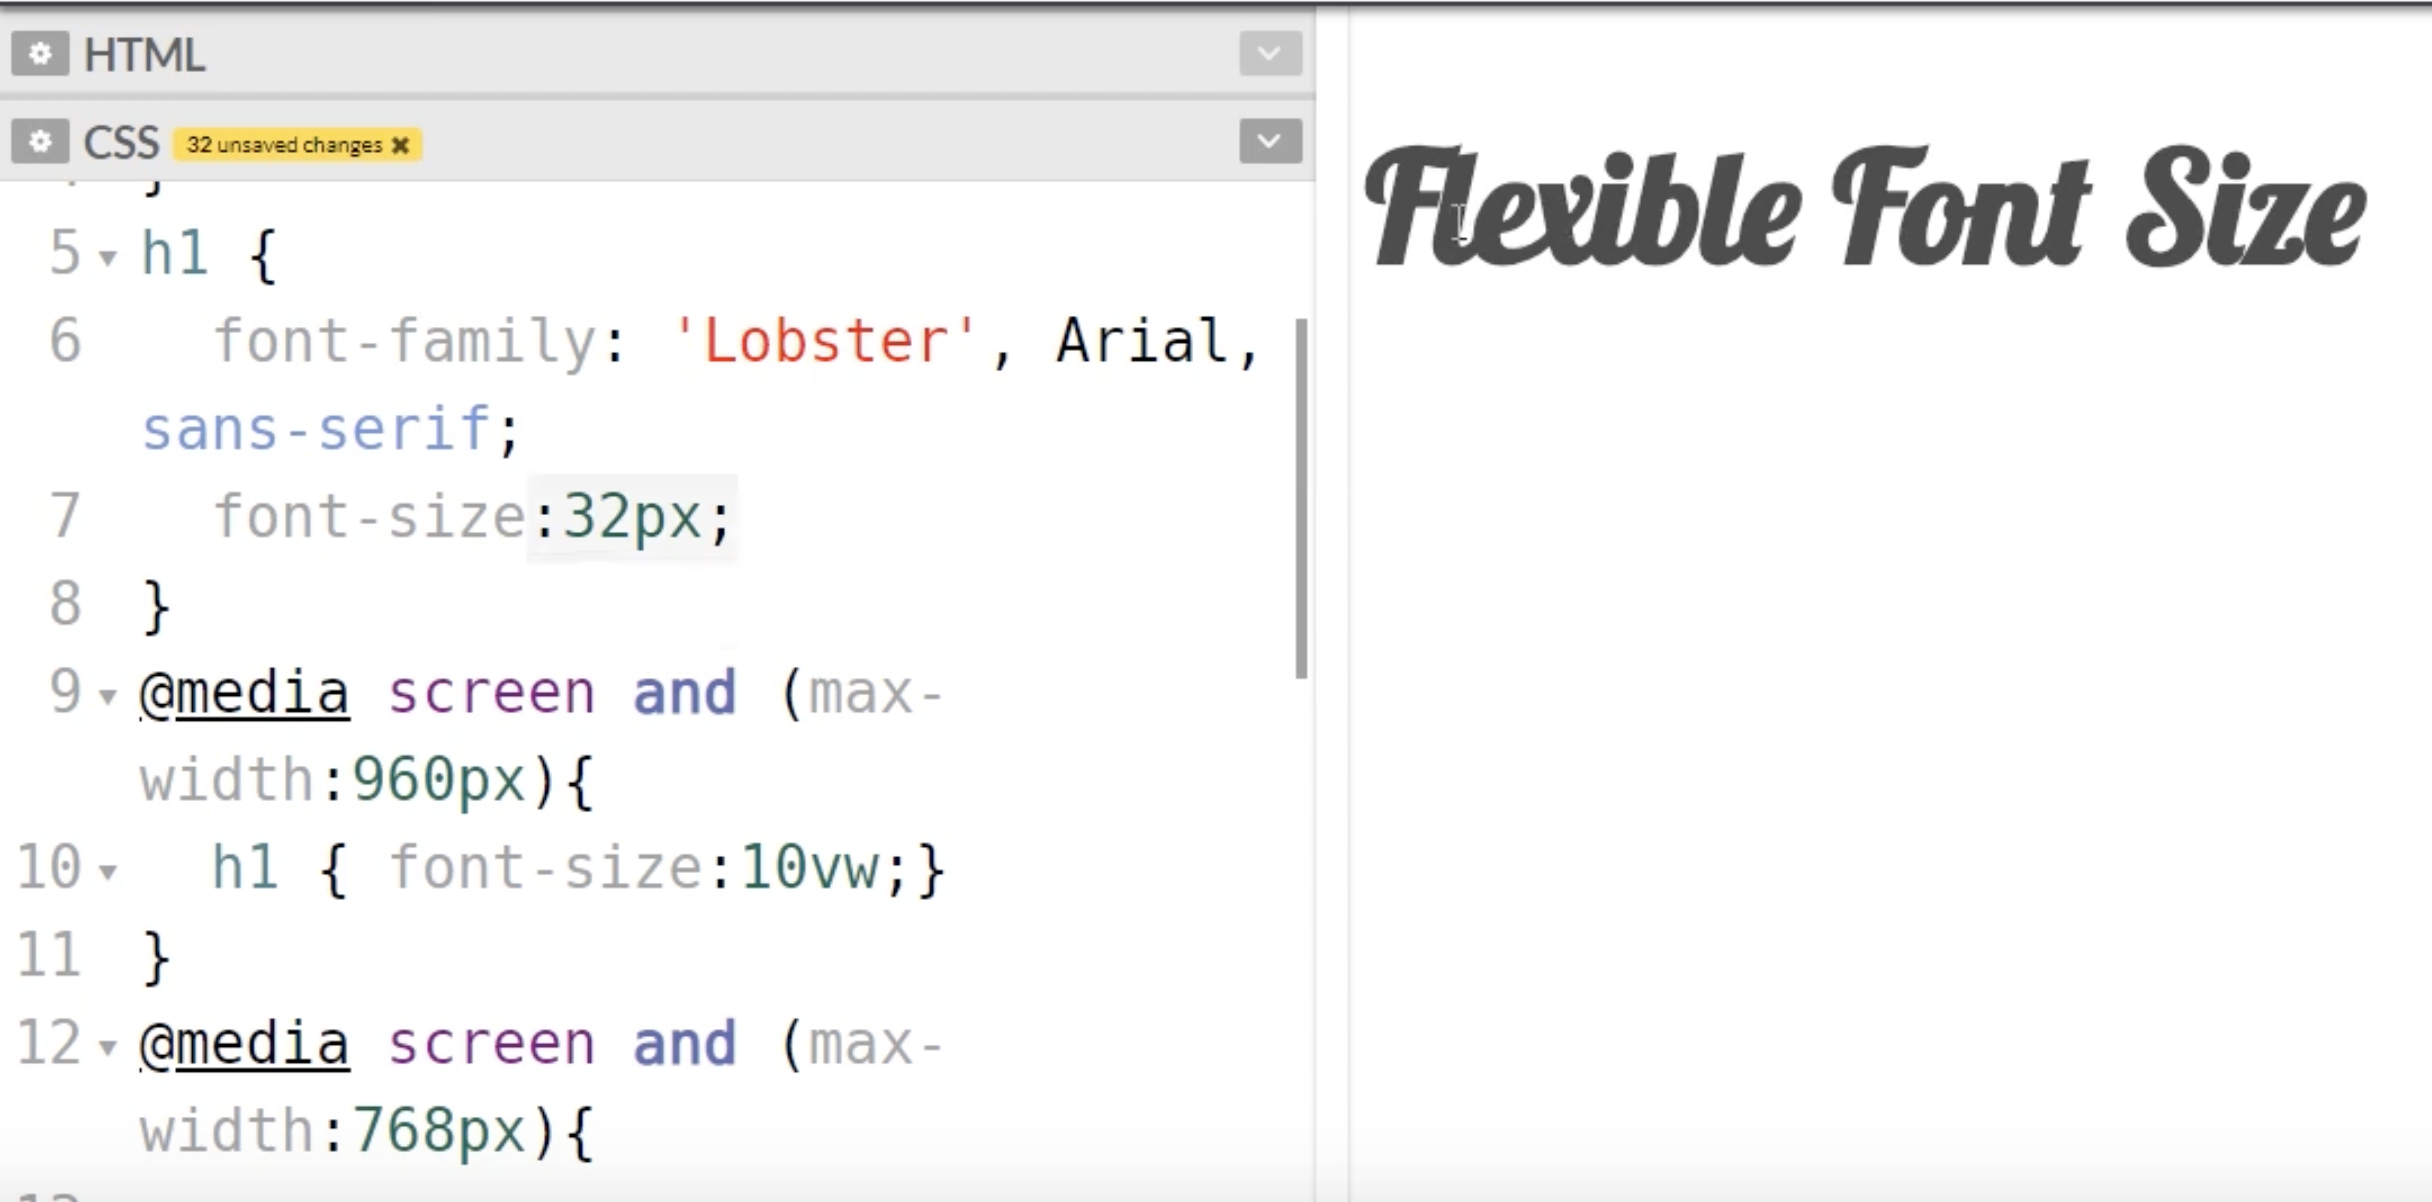 HTML
CSS 32 unsaved changes ✖
}
5 h1 {
6 font-family: 'Lobster', Arial,
sans-serif;
7 font-size:32px;
8 }
9 @media screen and (max-
width:960px){
10 h1 { font-size:10vw;}
11 }
12 @media screen and (max-
width:768px){
Flexible Font Size